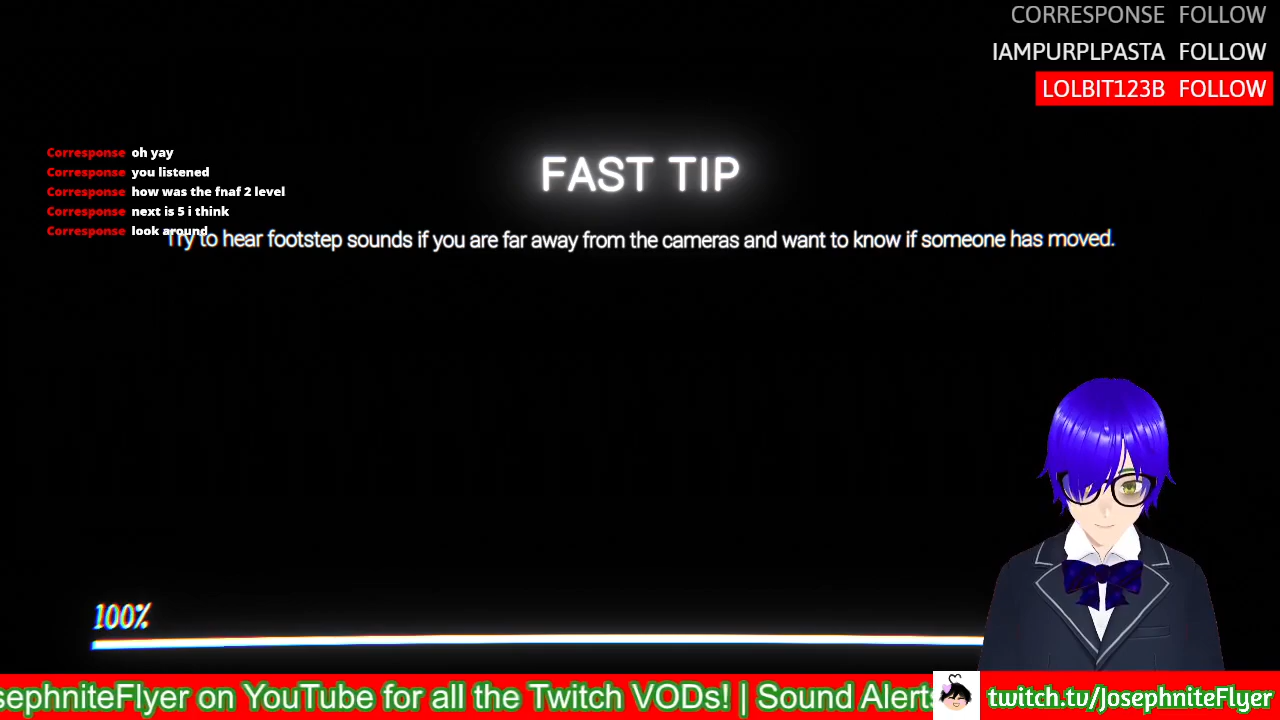 CORRESPONSE FOLLOW
IAMPURPLPASTA FOLLOW
LOLBIT123B FOLLOW
Corresponse oh yay
Corresponse you listened
Corresponse how was the fnaf 2 level
Corresponse next is 5 i think
Corresponse look around
FAST TIP
Try to hear footstep sounds if you are far away from the cameras and want to know if someone has moved.
100%
sephniteFlyer on YouTube for all the Twitch VODs! | Sound Alerts
twitch.tv/JosephniteFlyer